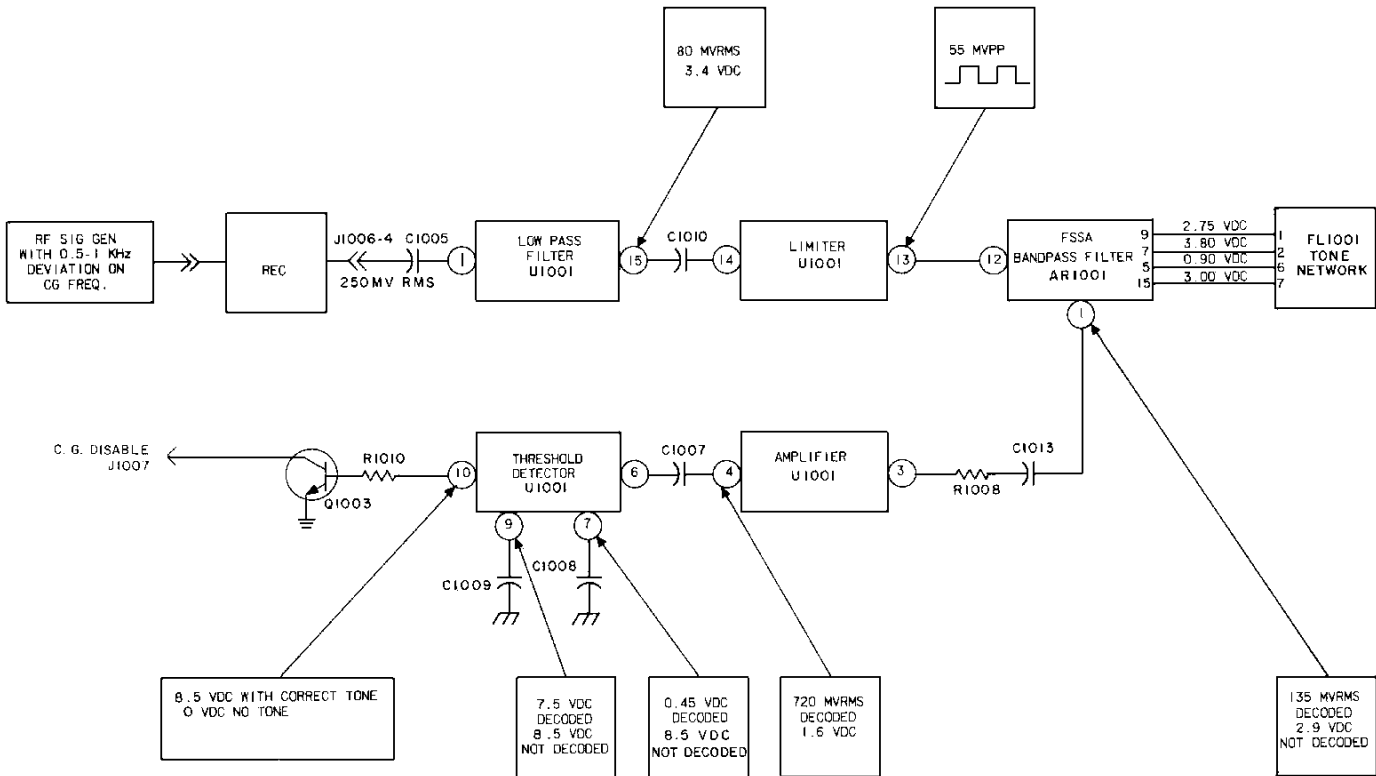 80 MVRMS
3.4 VDC
55 MVPP
RF SIG GEN
WITH 0.5-1 KHz
DEVIATION ON
CG FREQ.
REC
J1006-4
C1005
250MV RMS
1
LOW PASS
FILTER
U1001
15
C1010
14
LIMITER
U1001
13
12
FSSA
BANDPASS FILTER
AR1001
9
7
5
15
2.75 VDC
3.80 VDC
0.90 VDC
3.00 VDC
1
2
6
7
FL1001
TONE
NETWORK
1
C.G. DISABLE
J1007
Q1003
R1010
10
THRESHOLD
DETECTOR
U1001
6
C1007
4
AMPLIFIER
U1001
3
R1008
C1013
9
7
C1009
C1008
8.5 VDC WITH CORRECT TONE
0 VDC NO TONE
7.5 VDC
DECODED
8.5 VDC
NOT DECODED
0.45 VDC
DECODED
8.5 VDC
NOT DECODED
720 MVRMS
DECODED
1.6 VDC
135 MVRMS
DECODED
2.9 VDC
NOT DECODED